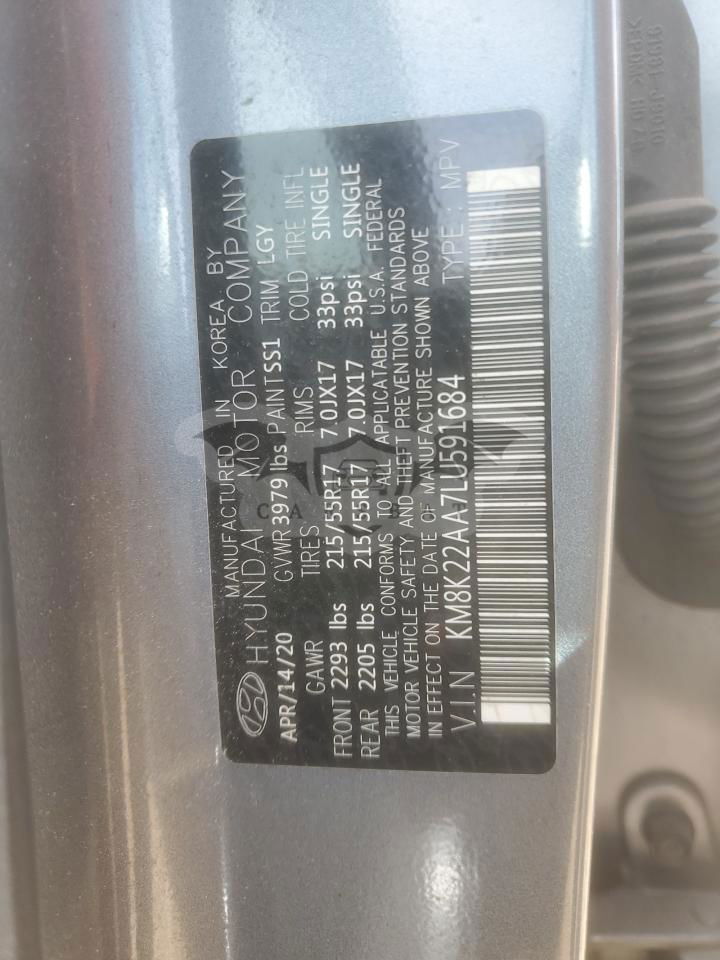 MANUFACTURED IN KOREA BY
HYUNDAI MOTOR COMPANY
APR/14/20 GVWR 3979 lbs PAINT SS1 TRIM LGY
GAWR TIRES RIMS COLD TIRE INFL
FRONT 2293 lbs 215/55R17 7.0JX17 33psi SINGLE
REAR 2205 lbs 215/55R17 7.0JX17 33psi SINGLE
THIS VEHICLE CONFORMS TO ALL APPLICATABLE U.S.A. FEDERAL
MOTOR VEHICLE SAFETY AND THEFT PREVENTION STANDARDS
IN EFFECT ON THE DATE OF MANUFACTURE SHOWN ABOVE
V.I.N KM8K22AA7LU591684 TYPE : MPV